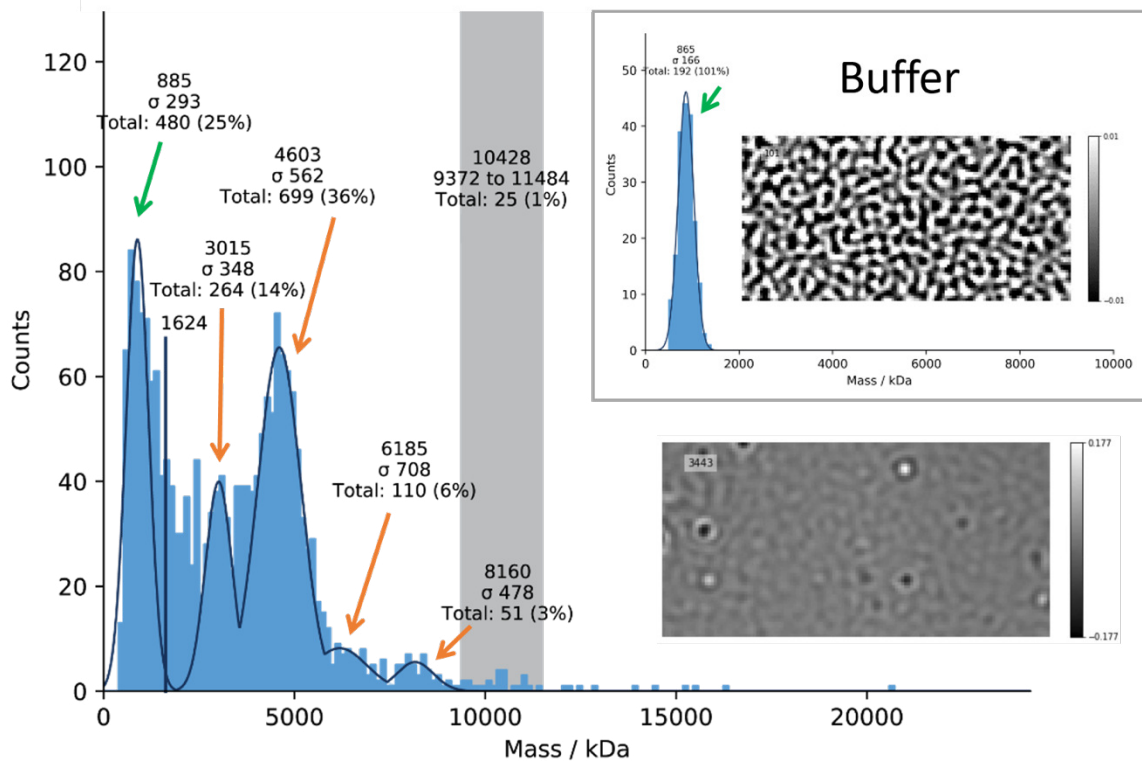 885
σ 293
Total: 480 (25%)
3015
σ 348
Total: 264 (14%)
1624
4603
σ 562
Total: 699 (36%)
6185
σ 708
Total: 110 (6%)
8160
σ 478
Total: 51 (3%)
10428
9372 to 11484
Total: 25 (1%)
Counts
120
100
80
60
40
20
0
0 5000 10000 15000 20000
Mass / kDa
Buffer
865
σ 166
Total: 192 (101%)
Counts
50
40
30
20
10
0
0 2000 4000 6000 8000 10000
Mass / kDa
101
0.01
−0.01
3443
0.177
−0.177